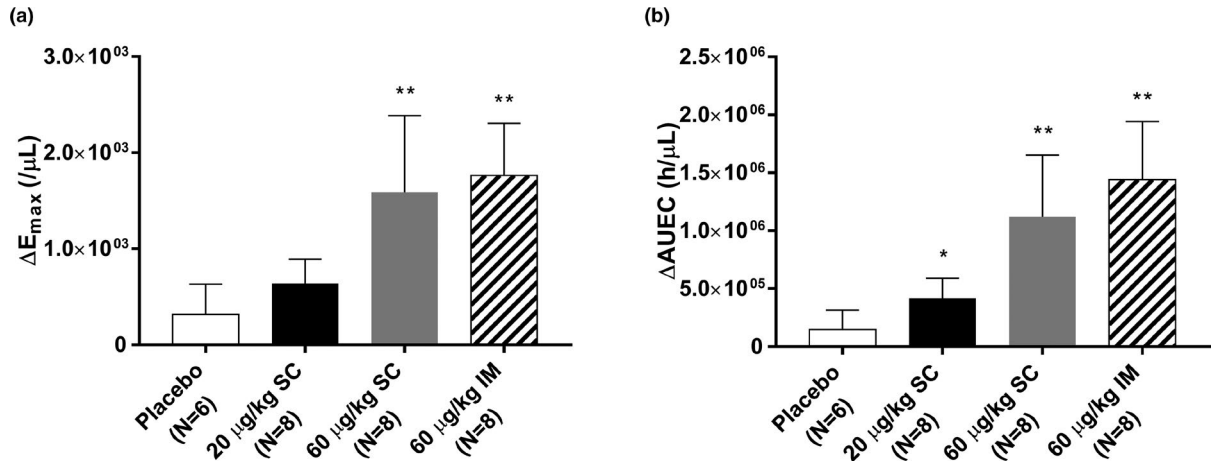 (a)
3.0×10⁰³
2.0×10⁰³
1.0×10⁰³
0
ΔEmax (/μL)
**
**
Placebo
(N=6)
20 μg/kg SC
(N=8)
60 μg/kg SC
(N=8)
60 μg/kg IM
(N=8)
(b)
2.5×10⁰⁶
2.0×10⁰⁶
1.5×10⁰⁶
1.0×10⁰⁶
5.0×10⁰⁵
0
ΔAUEC (h/μL)
*
**
**
Placebo
(N=6)
20 μg/kg SC
(N=8)
60 μg/kg SC
(N=8)
60 μg/kg IM
(N=8)